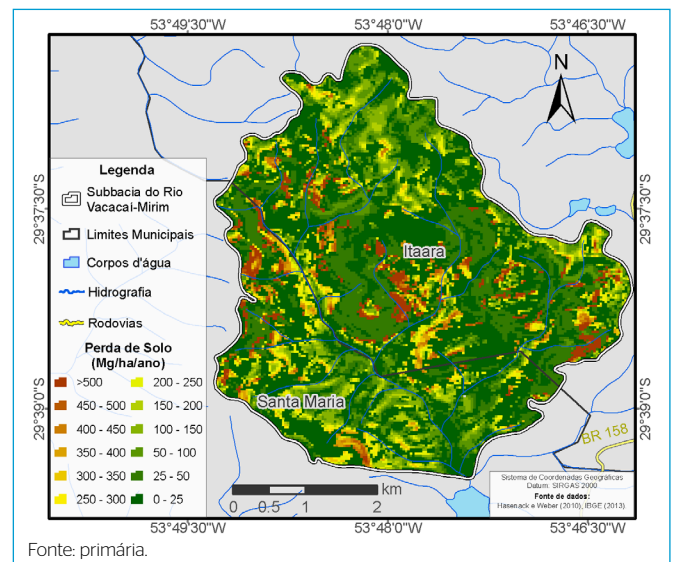 53°49'30"W
53°48'0"W
53°46'30"W
N
29°37'30"S
29°37'30"S
Itaara
Legenda
Subbacia do Rio
Vacacai-Mirim
Limites Municipais
Corpos d'água
Hidrografia
Rodovias
Perda de Solo
(Mg/ha/ano)
>500
200 - 250
450 - 500
150 - 200
400 - 450
100 - 150
350 - 400
50 - 100
300 - 350
25 - 50
250 - 300
0 - 25
Santa Maria
29°39'0"S
29°39'0"S
BR 158
km
0 0.5 1 2
Sistema de Coordenadas Geográficas
Datum: SIRGAS 2000
Fonte de dados:
Hasenack e Weber (2010), IBGE (2013)
53°49'30"W
53°48'0"W
53°46'30"W
Fonte: primária.